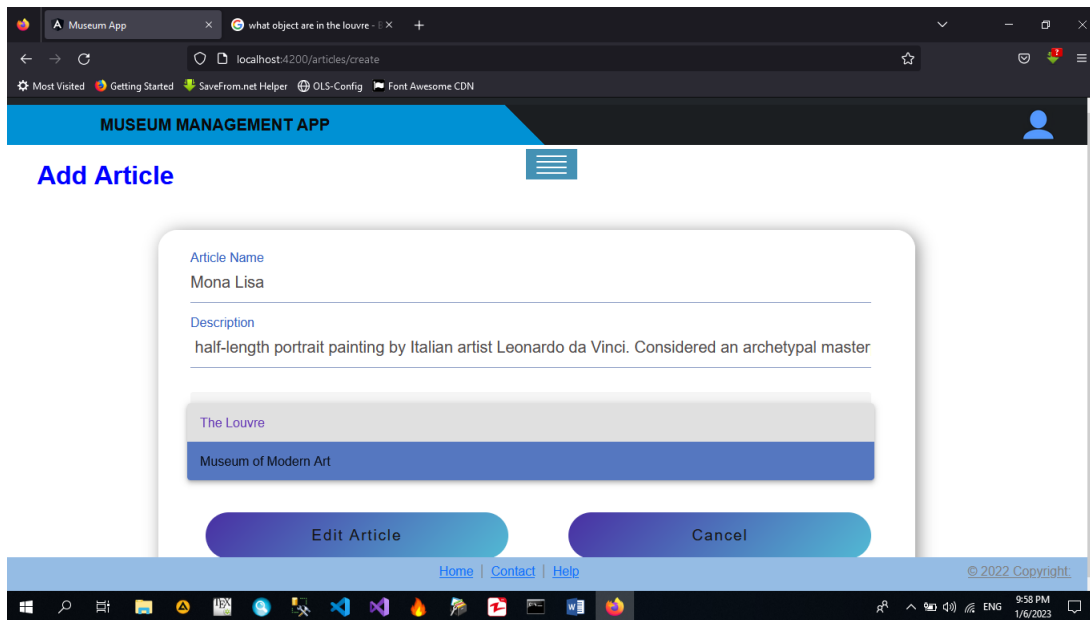 Museum App
what object are in the louvre - B
localhost:4200/articles/create
Most Visited Getting Started SaveFrom.net Helper OLS-Config Font Awesome CDN
MUSEUM MANAGEMENT APP
Add Article
Article Name
Mona Lisa
Description
half-length portrait painting by Italian artist Leonardo da Vinci. Considered an archetypal master
The Louvre
Museum of Modern Art
Edit Article Cancel
Home | Contact | Help © 2022 Copyright:
ENG 9:58 PM
1/6/2023